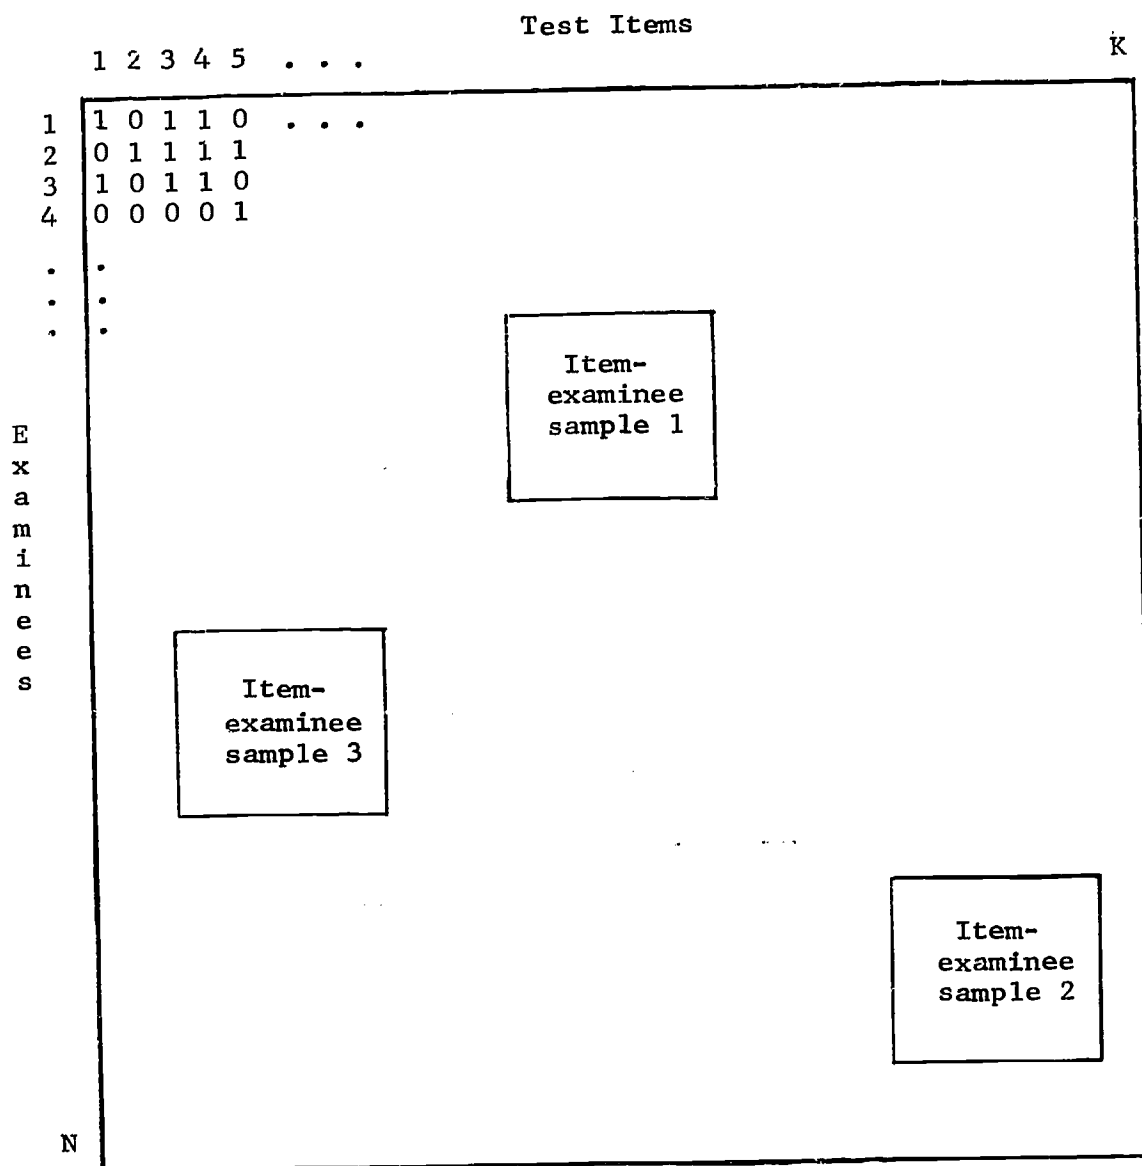 Test Items
1 2 3 4 5 . . . K
1 1 0 1 1 0 . . .
2 0 1 1 1 1
3 1 0 1 1 0
4 0 0 0 0 1
. .
. .
. .
Item-
examinee
sample 1
Examinees
Item-
examinee
sample 3
Item-
examinee
sample 2
N